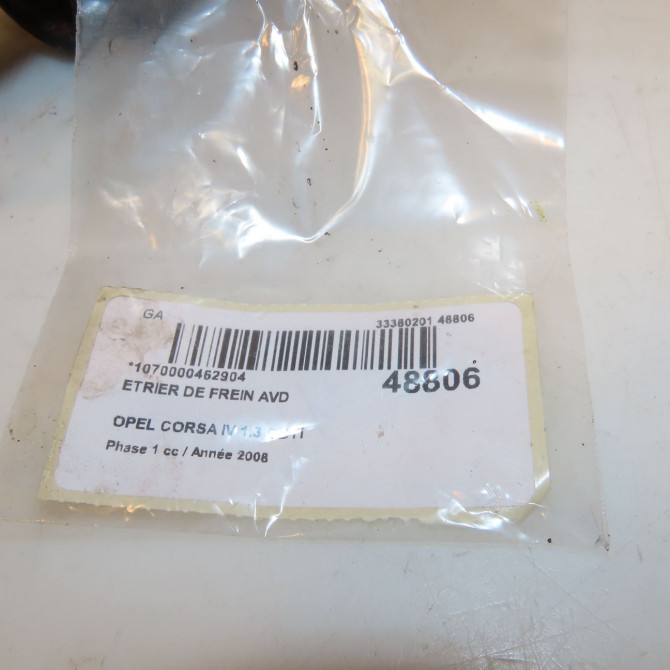 GA
33380201 48806
*1070000462904
48806
ETRIER DE FREIN AVD
OPEL CORSA IV 1.3
Phase 1 cc / Année 2008